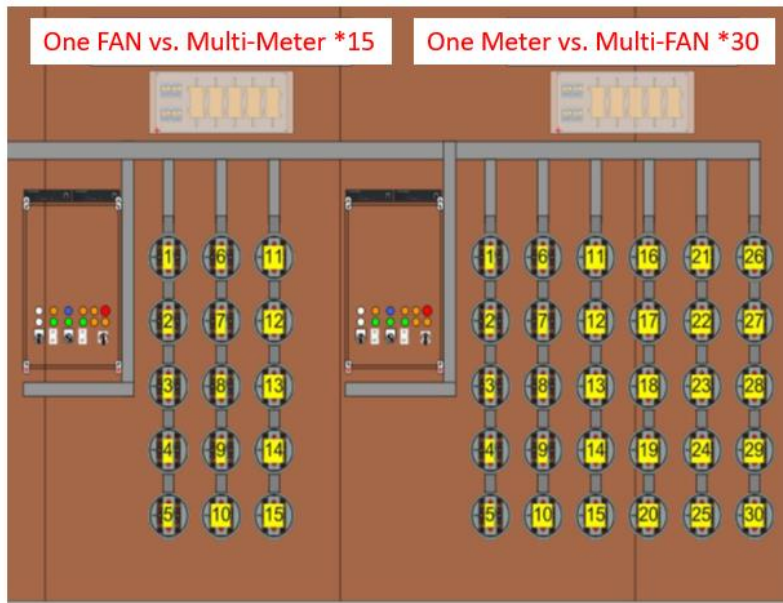 One FAN vs. Multi-Meter *15
One Meter vs. Multi-FAN *30
1 6 11
2 7 12
3 8 13
4 9 14
5 10 15
1 6 11 16 21 26
2 7 12 17 22 27
3 8 13 18 23 28
4 9 14 19 24 29
5 10 15 20 25 30